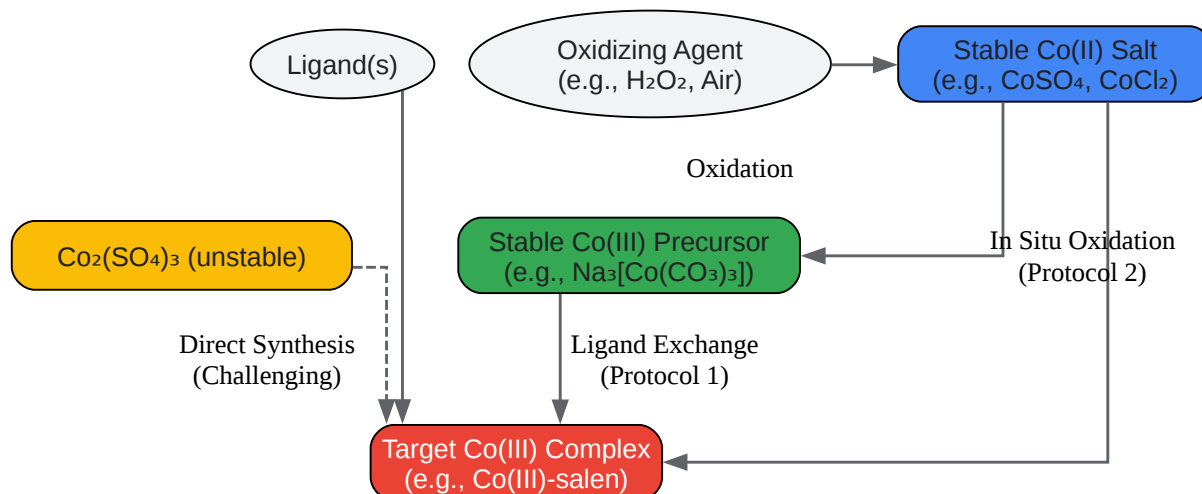 Ligand(s)
Oxidizing Agent
(e.g., H₂O₂, Air)
Stable Co(II) Salt
(e.g., CoSO₄, CoCl₂)
Oxidation
Co₂(SO₄)₃ (unstable)
Stable Co(III) Precursor
(e.g., Na₃[Co(CO₃)₃])
In Situ Oxidation
(Protocol 2)
Direct Synthesis
(Challenging)
Ligand Exchange
(Protocol 1)
Target Co(III) Complex
(e.g., Co(III)-salen)